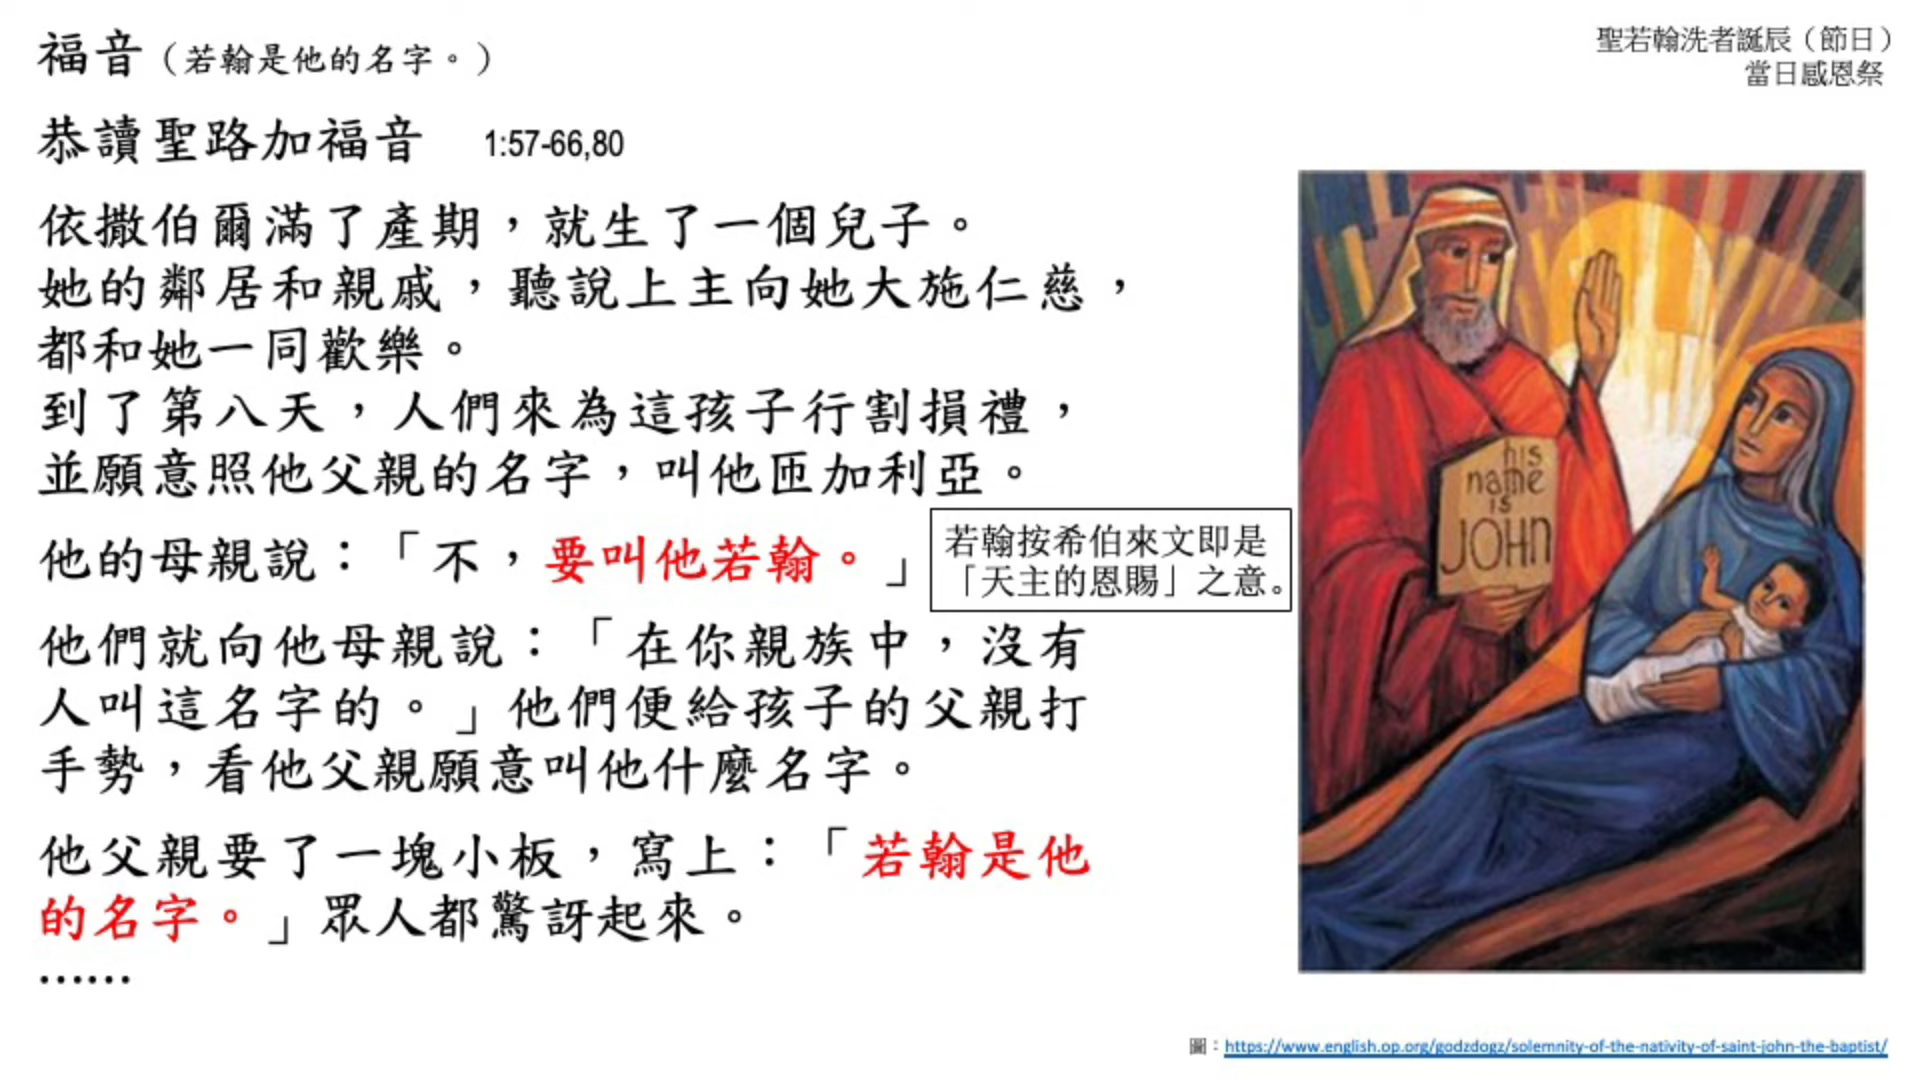 福音（若翰是他的名字。）
聖若翰洗者誕辰（節日）
當日感恩祭
恭讀聖路加福音 1:57-66,80
依撒伯爾滿了產期，就生了一個兒子。
她的鄰居和親戚，聽說上主向她大施仁慈，
都和她一同歡樂。
到了第八天，人們來為這孩子行割損禮，
並願意照他父親的名字，叫他匝加利亞。
他的母親說：「不，要叫他若翰。」
若翰按希伯來文即是
「天主的恩賜」之意。
他們就向他母親說：「在你親族中，沒有
人叫這名字的。」他們便給孩子的父親打
手勢，看他父親願意叫他什麼名字。
他父親要了一塊小板，寫上：「若翰是他
的名字。」眾人都驚訝起來。
……
his
name
is
JOHN
圖：https://www.english.op.org/godzdogz/solemnity-of-the-nativity-of-saint-john-the-baptist/